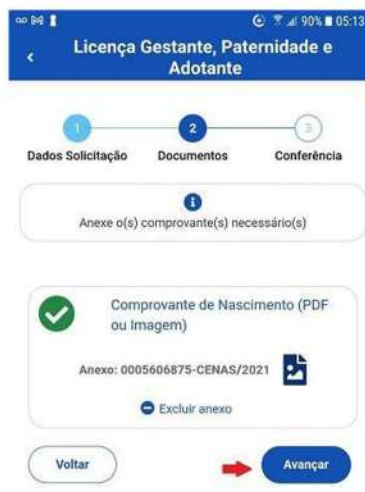 90% 05:13
Licença Gestante, Paternidade e
Adotante
1 2 3
Dados Solicitação Documentos Conferência
Anexe o(s) comprovante(s) necessário(s)
Comprovante de Nascimento (PDF
ou Imagem)
Anexo: 0005606875-CENAS/2021
Excluir anexo
Voltar Avançar